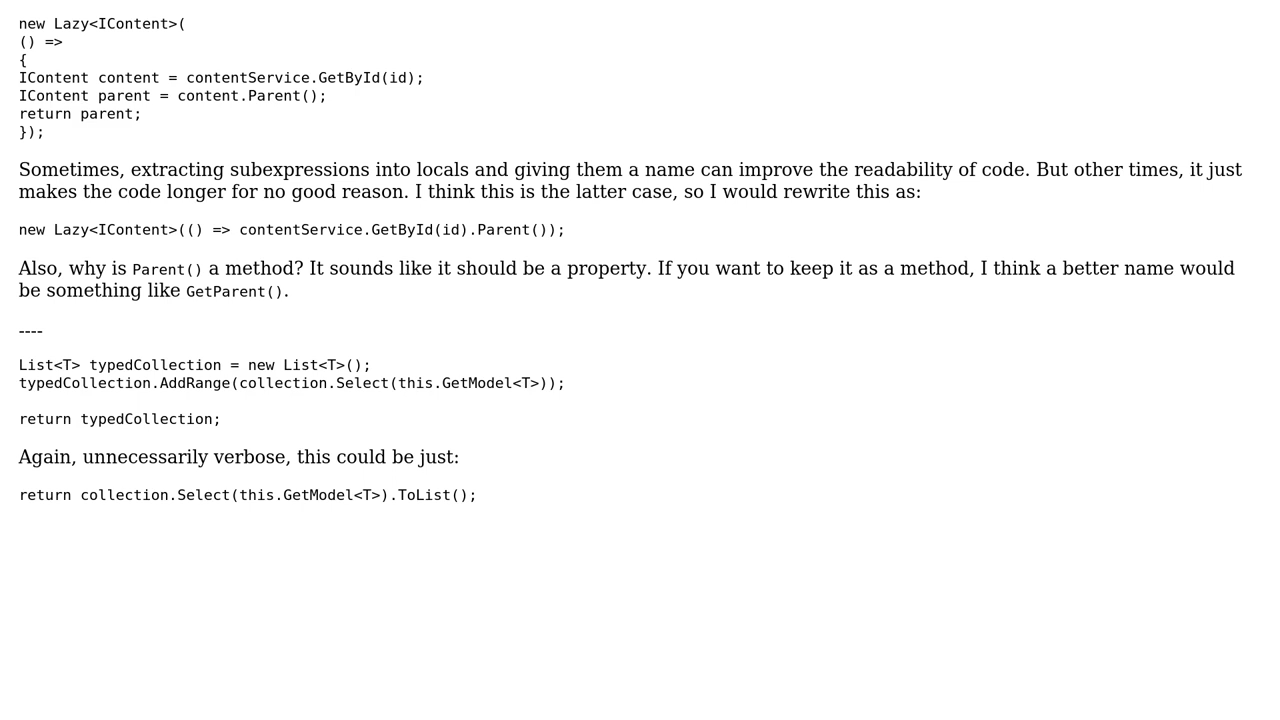 new Lazy<IContent>(
() =>
{
IContent content = contentService.GetById(id);
IContent parent = content.Parent();
return parent;
});
Sometimes, extracting subexpressions into locals and giving them a name can improve the readability of code. But other times, it just
makes the code longer for no good reason. I think this is the latter case, so I would rewrite this as:
new Lazy<IContent>(() => contentService.GetById(id).Parent());
Also, why is Parent() a method? It sounds like it should be a property. If you want to keep it as a method, I think a better name would
be something like GetParent().
----
List<T> typedCollection = new List<T>();
typedCollection.AddRange(collection.Select(this.GetModel<T>));
return typedCollection;
Again, unnecessarily verbose, this could be just:
return collection.Select(this.GetModel<T>).ToList();